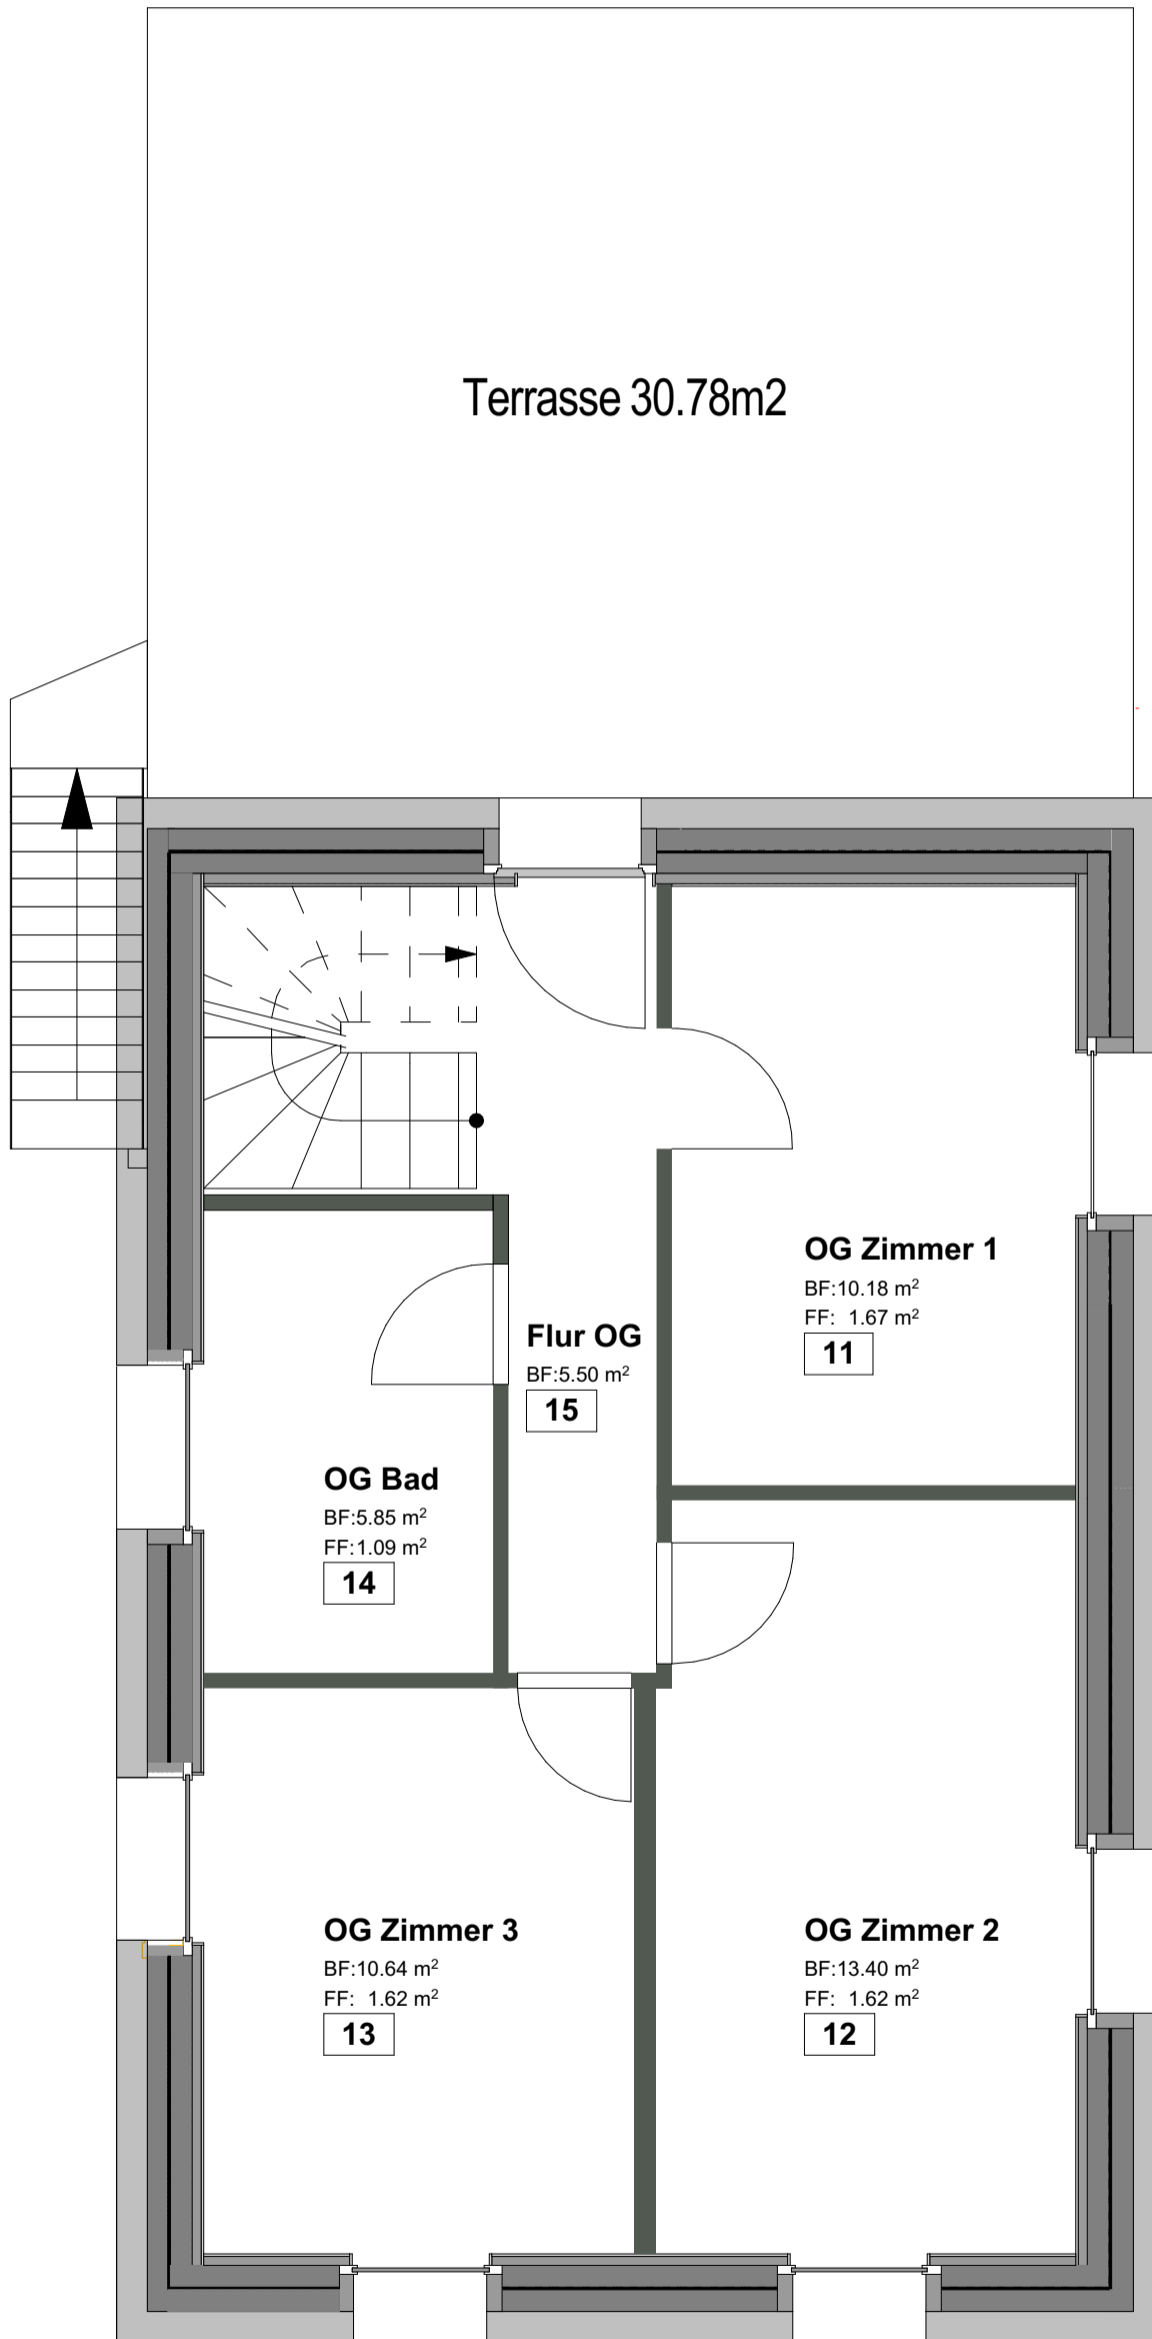 Terrasse 30.78m2
OG Zimmer 1
BF:10.18 m²
FF: 1.67 m²
11
Flur OG
BF:5.50 m²
15
OG Bad
BF:5.85 m²
FF:1.09 m²
14
OG Zimmer 3
BF:10.64 m²
FF: 1.62 m²
13
OG Zimmer 2
BF:13.40 m²
FF: 1.62 m²
12